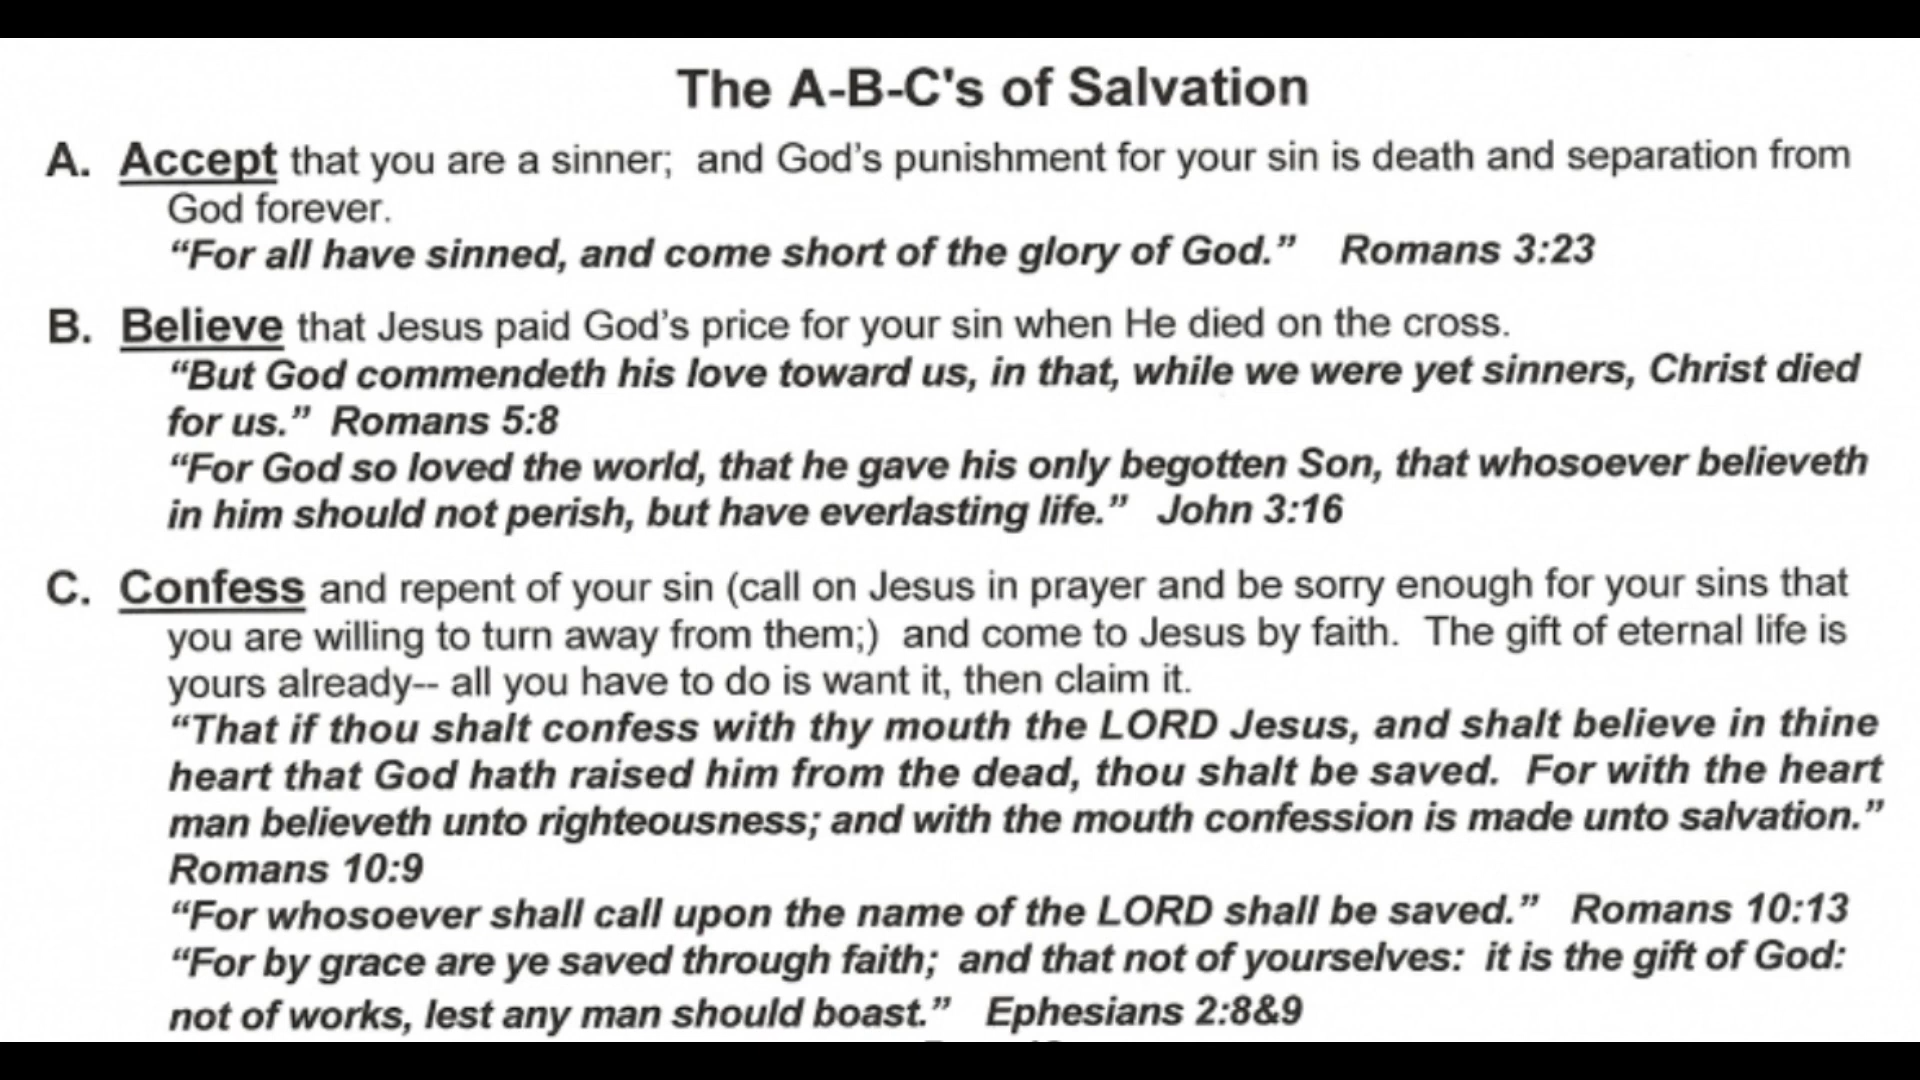 The A-B-C's of Salvation
A. Accept that you are a sinner; and God’s punishment for your sin is death and separation from
God forever.
“For all have sinned, and come short of the glory of God.” Romans 3:23
B. Believe that Jesus paid God’s price for your sin when He died on the cross.
“But God commendeth his love toward us, in that, while we were yet sinners, Christ died
for us.” Romans 5:8
“For God so loved the world, that he gave his only begotten Son, that whosoever believeth
in him should not perish, but have everlasting life.” John 3:16
C. Confess and repent of your sin (call on Jesus in prayer and be sorry enough for your sins that
you are willing to turn away from them;) and come to Jesus by faith. The gift of eternal life is
yours already-- all you have to do is want it, then claim it.
“That if thou shalt confess with thy mouth the LORD Jesus, and shalt believe in thine
heart that God hath raised him from the dead, thou shalt be saved. For with the heart
man believeth unto righteousness; and with the mouth confession is made unto salvation.”
Romans 10:9
“For whosoever shall call upon the name of the LORD shall be saved.” Romans 10:13
“For by grace are ye saved through faith; and that not of yourselves: it is the gift of God:
not of works, lest any man should boast.” Ephesians 2:8&9